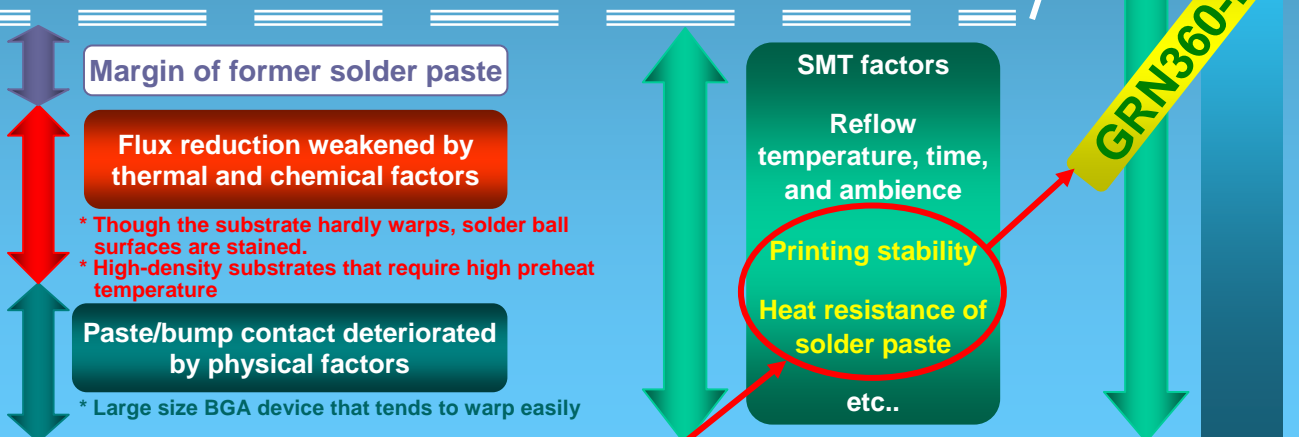 Margin of former solder paste
Flux reduction weakened by
thermal and chemical factors
* Though the substrate hardly warps, solder ball
surfaces are stained.
* High-density substrates that require high preheat
temperature
Paste/bump contact deteriorated
by physical factors
* Large size BGA device that tends to warp easily
SMT factors
Reflow
temperature, time,
and ambience
Printing stability
Heat resistance of
solder paste
etc..
GRN360-